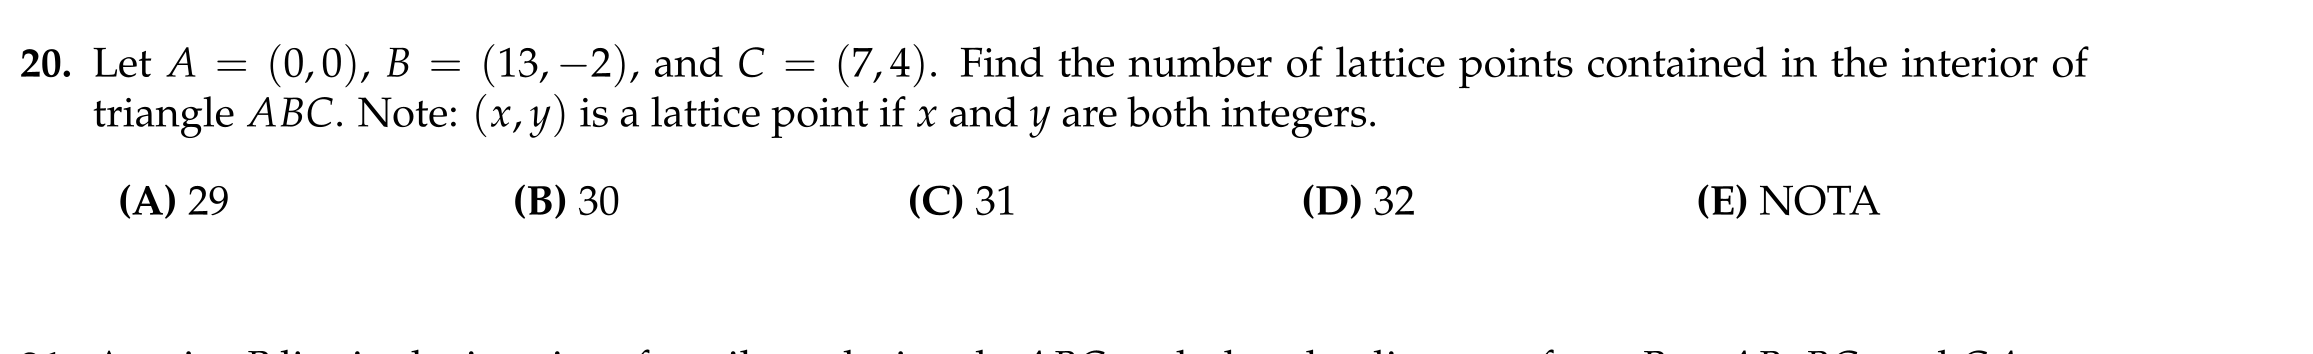 20. Let A = (0,0), B = (13,−2), and C = (7,4). Find the number of lattice points contained in the interior of
triangle ABC. Note: (x,y) is a lattice point if x and y are both integers.
(A) 29 (B) 30 (C) 31 (D) 32 (E) NOTA